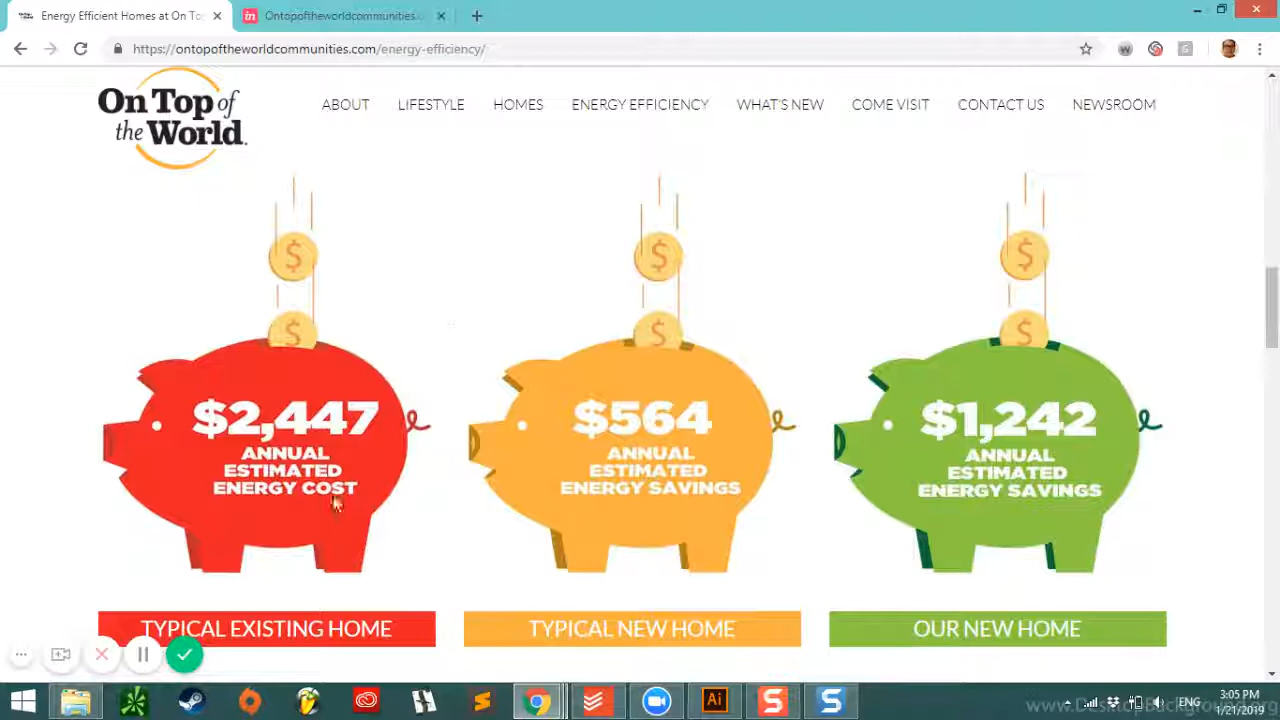 Energy Efficient Homes at On To
Ontopoftheworldcommunities.
https://ontopoftheworldcommunities.com/energy-efficiency/
On Top of
the World.
ABOUT LIFESTYLE HOMES ENERGY EFFICIENCY WHAT'S NEW COME VISIT CONTACT US NEWSROOM
$2,447
ANNUAL
ESTIMATED
ENERGY COST
$564
ANNUAL
ESTIMATED
ENERGY SAVINGS
$1,242
ANNUAL
ESTIMATED
ENERGY SAVINGS
TYPICAL EXISTING HOME
TYPICAL NEW HOME
OUR NEW HOME
ENG
3:05 PM
1/21/2019